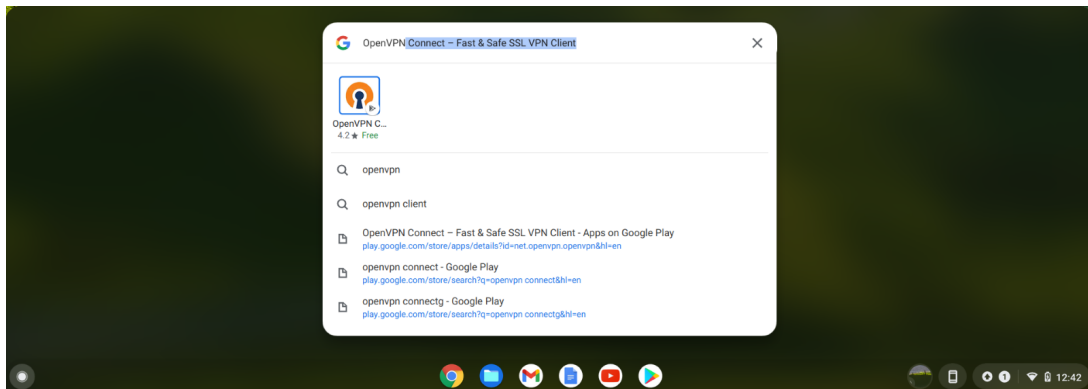 OpenVPN Connect – Fast & Safe SSL VPN Client
OpenVPN C...
4.2★ Free
openvpn
openvpn client
OpenVPN Connect – Fast & Safe SSL VPN Client - Apps on Google Play
play.google.com/store/apps/details?id=net.openvpn.openvpn&hl=en
openvpn connect - Google Play
play.google.com/store/search?q=openvpn connect&hl=en
openvpn connectg - Google Play
play.google.com/store/search?q=openvpn connectg&hl=en
1 12:42